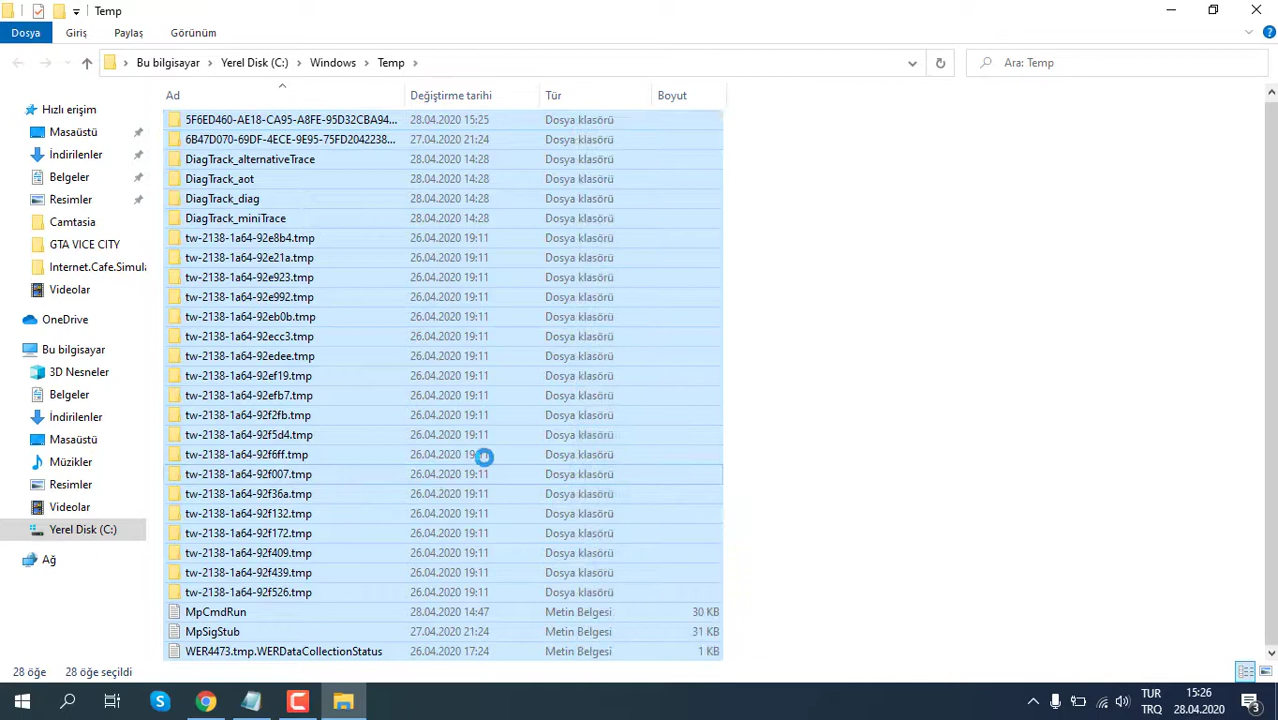 Temp
Dosya Giriş Paylaş Görünüm
Bu bilgisayar Yerel Disk (C:) Windows Temp
Ara: Temp
Hızlı erişim
Masaüstü
İndirilenler
Belgeler
Resimler
Camtasia
GTA VICE CITY
Internet.Cafe.Simula
Videolar
OneDrive
Bu bilgisayar
3D Nesneler
Belgeler
İndirilenler
Masaüstü
Müzikler
Resimler
Videolar
Yerel Disk (C:)
Ağ
Ad Değiştirme tarihi Tür Boyut
5F6ED460-AE18-CA95-A8FE-95D32CBA94... 28.04.2020 15:25 Dosya klasörü
6B47D070-69DF-4ECE-9E95-75FD2042238... 27.04.2020 21:24 Dosya klasörü
DiagTrack_alternativeTrace 28.04.2020 14:28 Dosya klasörü
DiagTrack_aot 28.04.2020 14:28 Dosya klasörü
DiagTrack_diag 28.04.2020 14:28 Dosya klasörü
DiagTrack_miniTrace 28.04.2020 14:28 Dosya klasörü
tw-2138-1a64-92e8b4.tmp 26.04.2020 19:11 Dosya klasörü
tw-2138-1a64-92e21a.tmp 26.04.2020 19:11 Dosya klasörü
tw-2138-1a64-92e923.tmp 26.04.2020 19:11 Dosya klasörü
tw-2138-1a64-92e992.tmp 26.04.2020 19:11 Dosya klasörü
tw-2138-1a64-92eb0b.tmp 26.04.2020 19:11 Dosya klasörü
tw-2138-1a64-92ecc3.tmp 26.04.2020 19:11 Dosya klasörü
tw-2138-1a64-92edee.tmp 26.04.2020 19:11 Dosya klasörü
tw-2138-1a64-92ef19.tmp 26.04.2020 19:11 Dosya klasörü
tw-2138-1a64-92efb7.tmp 26.04.2020 19:11 Dosya klasörü
tw-2138-1a64-92f2fb.tmp 26.04.2020 19:11 Dosya klasörü
tw-2138-1a64-92f5d4.tmp 26.04.2020 19:11 Dosya klasörü
tw-2138-1a64-92f6ff.tmp 26.04.2020 19:11 Dosya klasörü
tw-2138-1a64-92f007.tmp 26.04.2020 19:11 Dosya klasörü
tw-2138-1a64-92f36a.tmp 26.04.2020 19:11 Dosya klasörü
tw-2138-1a64-92f132.tmp 26.04.2020 19:11 Dosya klasörü
tw-2138-1a64-92f172.tmp 26.04.2020 19:11 Dosya klasörü
tw-2138-1a64-92f409.tmp 26.04.2020 19:11 Dosya klasörü
tw-2138-1a64-92f439.tmp 26.04.2020 19:11 Dosya klasörü
tw-2138-1a64-92f526.tmp 26.04.2020 19:11 Dosya klasörü
MpCmdRun 28.04.2020 14:47 Metin Belgesi 30 KB
MpSigStub 27.04.2020 21:24 Metin Belgesi 31 KB
WER4473.tmp.WERDataCollectionStatus 26.04.2020 17:24 Metin Belgesi 1 KB
28 öğe 28 öğe seçildi
TUR 15:26
TRQ 28.04.2020
3